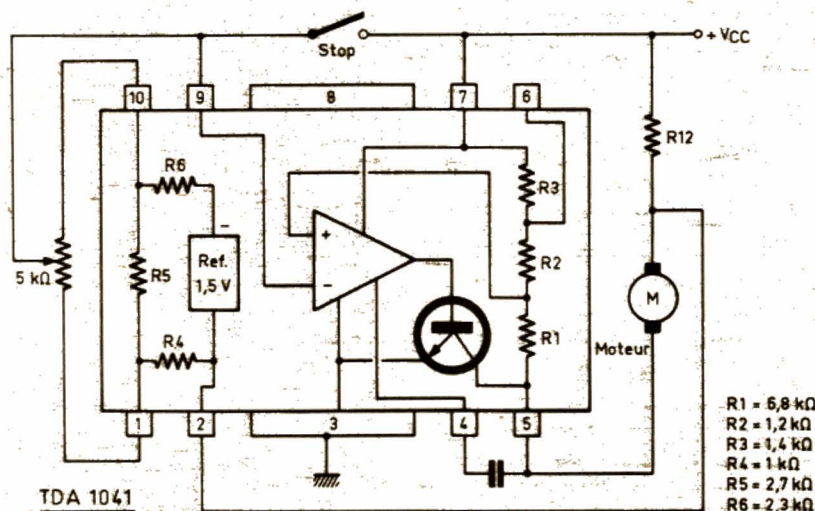 Stop
+ VCC
10
9
8
7
6
R12
R6
R3
+
5 kΩ
R5
Ref.
1,5 V
−
+
−
R2
M
R4
R1
Moteur
1
2
3
4
5
R1 = 6,8 kΩ
R2 = 1,2 kΩ
R3 = 1,4 kΩ
R4 = 1 kΩ
R5 = 2,7 kΩ
R6 = 2,3 kΩ
TDA 1041